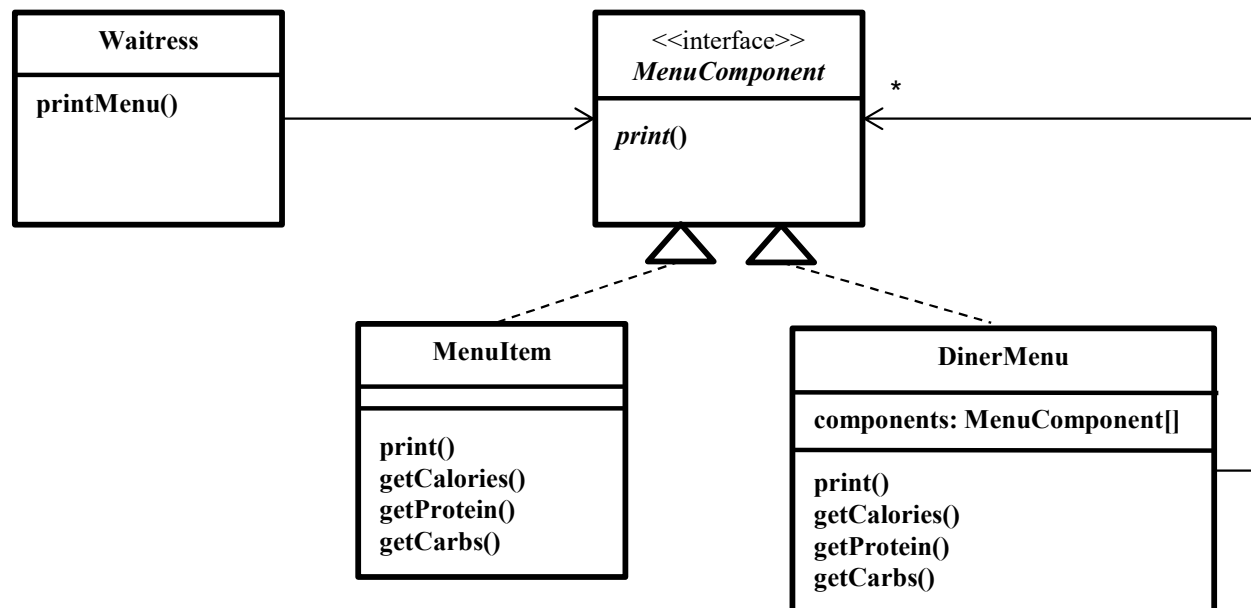 Waitress
printMenu()
<<interface>>
MenuComponent
print()
*
MenuItem
print()
getCalories()
getProtein()
getCarbs()
DinerMenu
components: MenuComponent[]
print()
getCalories()
getProtein()
getCarbs()